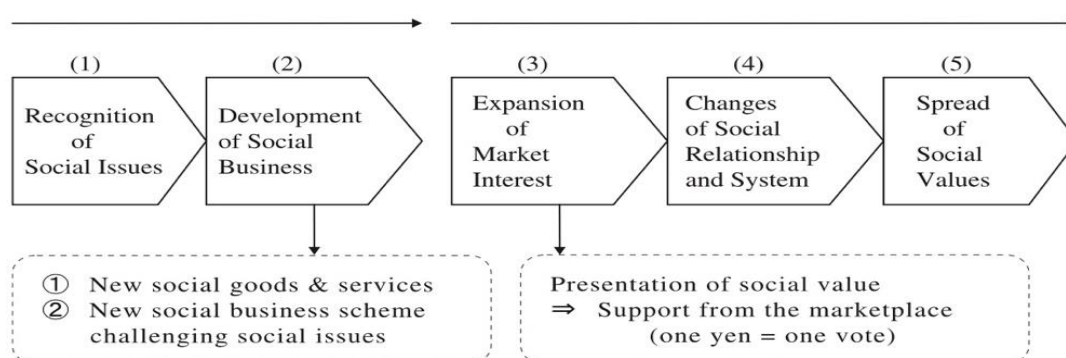 (1)
Recognition
of
Social Issues
(2)
Development
of Social
Business
(3)
Expansion
of
Market
Interest
(4)
Changes
of Social
Relationship
and System
(5)
Spread
of
Social
Values
① New social goods & services
② New social business scheme
challenging social issues
Presentation of social value
⇒ Support from the marketplace
(one yen = one vote)